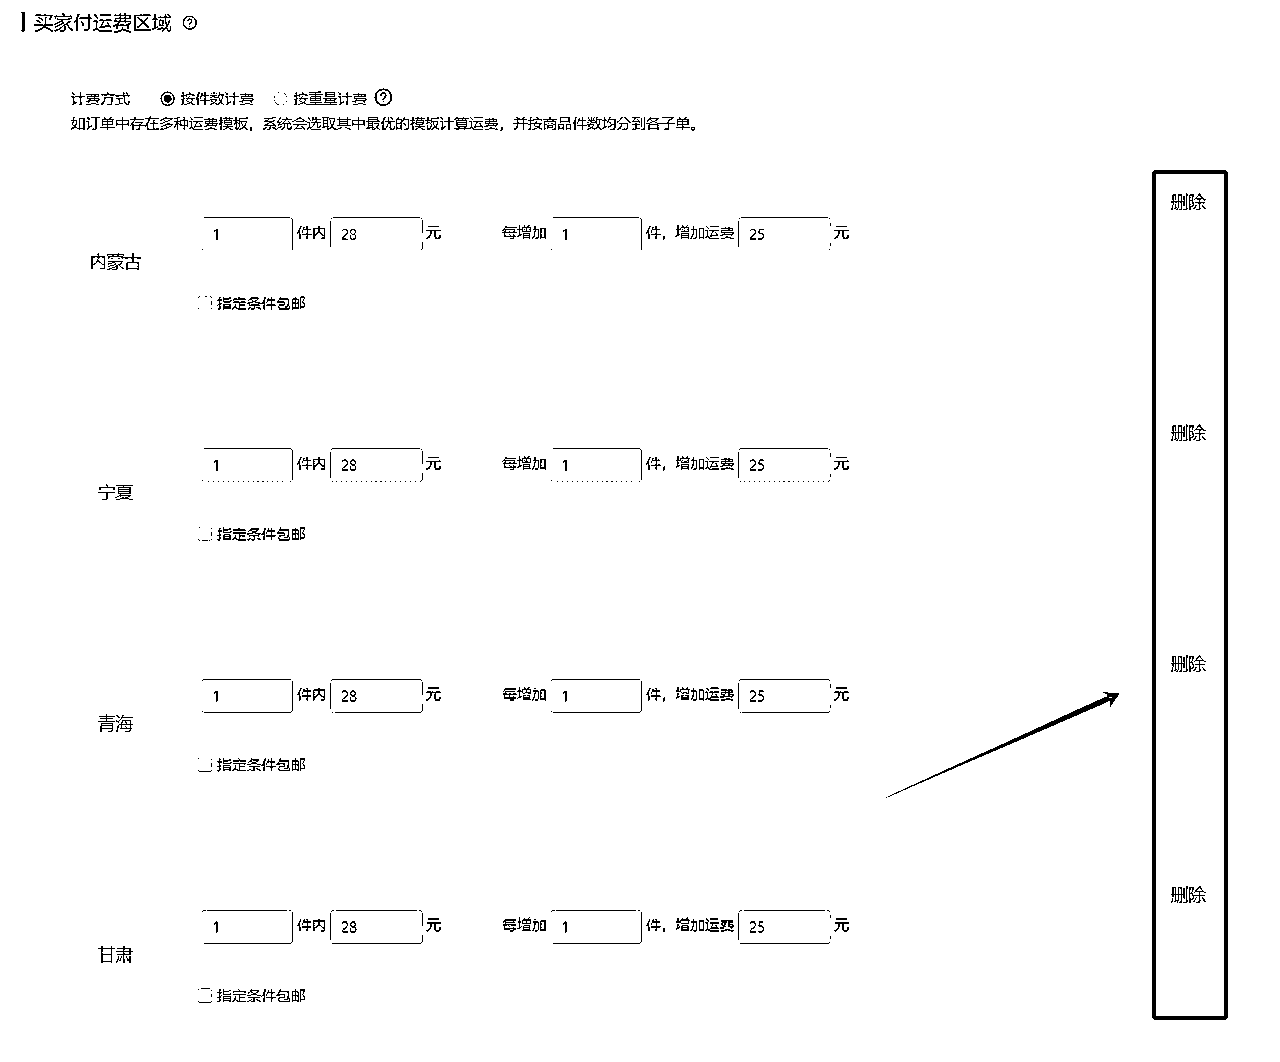 买家付运费区域 ?
计费方式 按件数计费 按重量计费 ?
如订单中存在多种运费模板，系统会选取其中最优的模板计算运费，并按商品件数均分到各子单。
删除
1 件内 28 元 每增加 1 件，增加运费 25 元
内蒙古
指定条件包邮
删除
1 件内 28 元 每增加 1 件，增加运费 25 元
宁夏
指定条件包邮
删除
1 件内 28 元 每增加 1 件，增加运费 25 元
青海
指定条件包邮
删除
1 件内 28 元 每增加 1 件，增加运费 25 元
甘肃
指定条件包邮